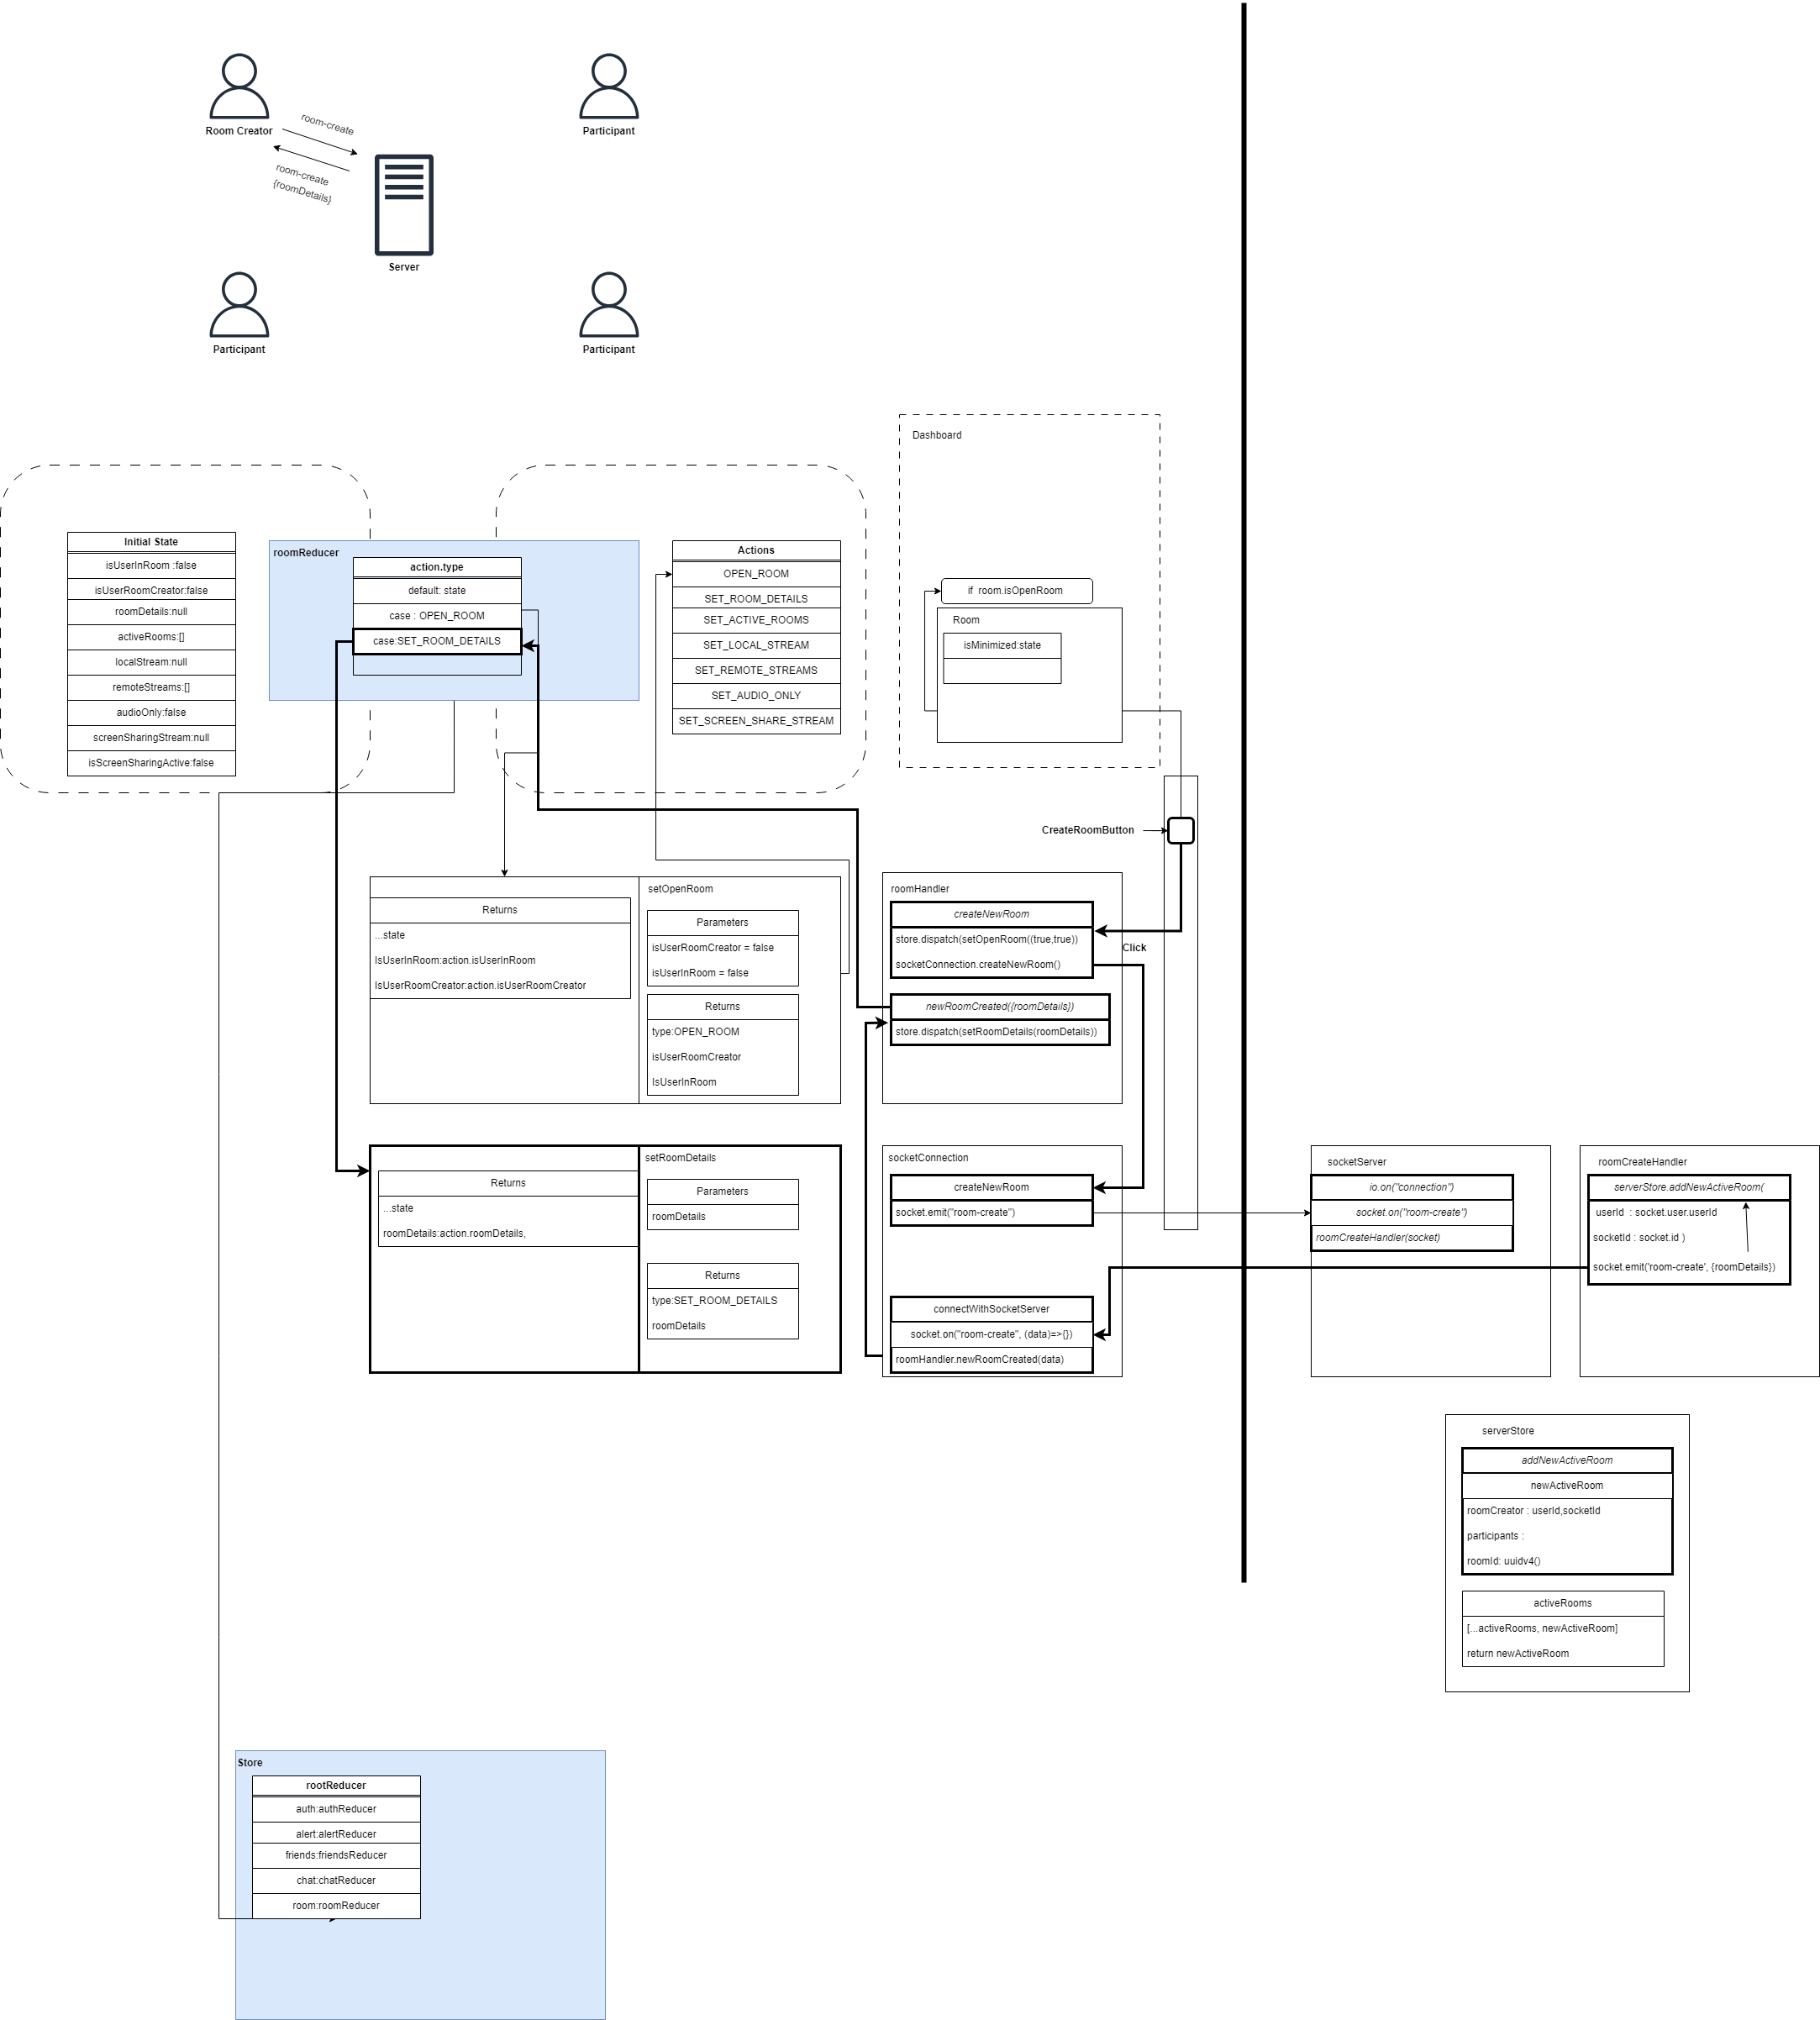 Room Creator
room-create
room-create
{roomDetails}
Server
Participant
Participant
Participant
Dashboard
if room.isOpenRoom
Room
isMinimized:state
Initial State
isUserInRoom :false
isUserRoomCreator:false
roomDetails:null
activeRooms:[]
localStream:null
remoteStreams:[]
audioOnly:false
screenSharingStream:null
isScreenSharingActive:false
roomReducer
action.type
default: state
case : OPEN_ROOM
case:SET_ROOM_DETAILS
Actions
OPEN_ROOM
SET_ROOM_DETAILS
SET_ACTIVE_ROOMS
SET_LOCAL_STREAM
SET_REMOTE_STREAMS
SET_AUDIO_ONLY
SET_SCREEN_SHARE_STREAM
CreateRoomButton
Click
Returns
...state
IsUserInRoom:action.isUserInRoom
IsUserRoomCreator:action.isUserRoomCreator
setOpenRoom
Parameters
isUserRoomCreator = false
isUserInRoom = false
Returns
type:OPEN_ROOM
isUserRoomCreator
IsUserInRoom
roomHandler
createNewRoom
store.dispatch(setOpenRoom((true,true))
socketConnection.createNewRoom()
newRoomCreated({roomDetails})
store.dispatch(setRoomDetails(roomDetails))
Returns
...state
roomDetails:action.roomDetails,
setRoomDetails
Parameters
roomDetails
Returns
type:SET_ROOM_DETAILS
roomDetails
socketConnection
createNewRoom
socket.emit("room-create")
connectWithSocketServer
socket.on("room-create", (data)=>{})
roomHandler.newRoomCreated(data)
socketServer
io.on("connection")
socket.on("room-create")
roomCreateHandler(socket)
roomCreateHandler
serverStore.addNewActiveRoom(
userId : socket.user.userId
socketId : socket.id )
socket.emit('room-create', {roomDetails})
serverStore
addNewActiveRoom
newActiveRoom
roomCreator : userId,socketId
participants :
roomId: uuidv4()
activeRooms
[...activeRooms, newActiveRoom]
return newActiveRoom
Store
rootReducer
auth:authReducer
alert:alertReducer
friends:friendsReducer
chat:chatReducer
room:roomReducer